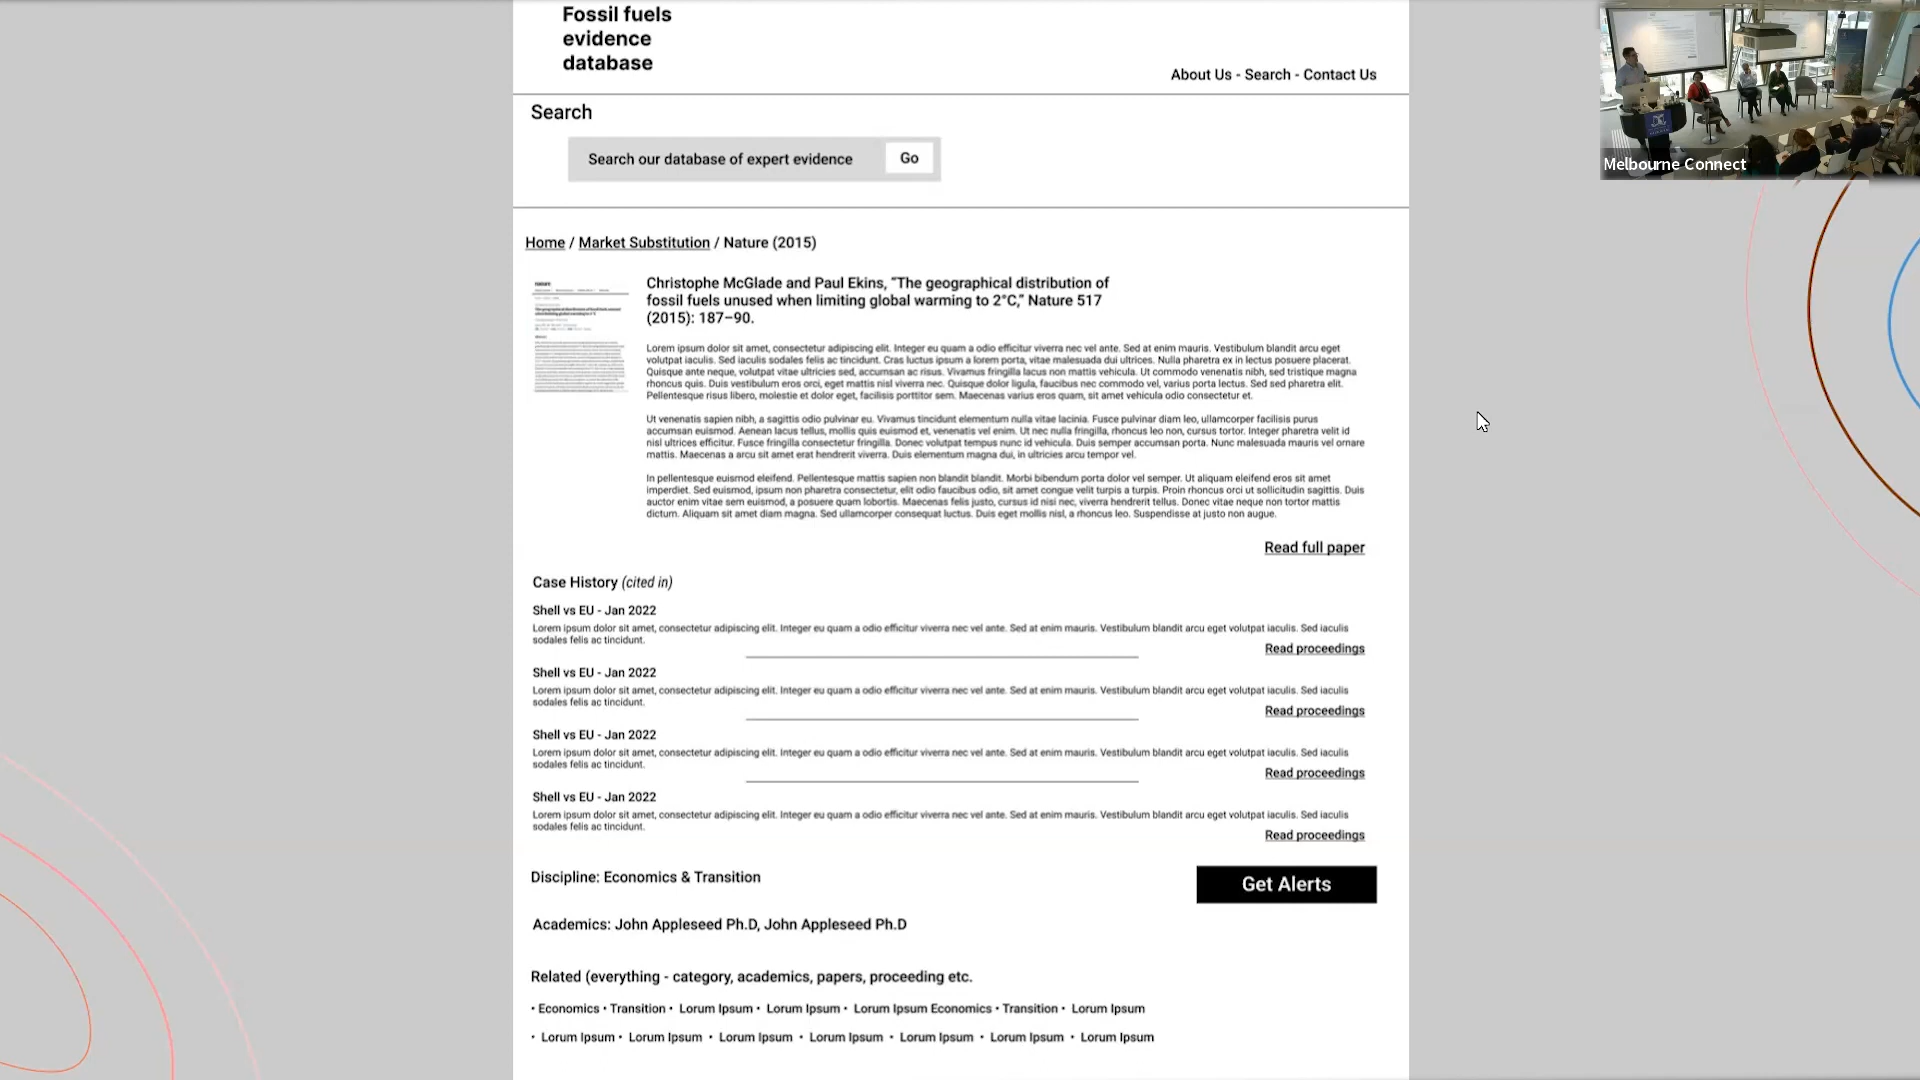 Fossil fuels
evidence
database
About Us - Search - Contact Us
Melbourne Connect
Search
Search our database of expert evidence
Go
Home / Market Substitution / Nature (2015)
Christophe McGlade and Paul Ekins, “The geographical distribution of
fossil fuels unused when limiting global warming to 2°C,” Nature 517
(2015): 187–90.
Lorem ipsum dolor sit amet, consectetur adipiscing elit. Integer eu quam a odio efficitur viverra nec vel ante. Sed at enim mauris. Vestibulum blandit arcu eget
volutpat iaculis. Sed iaculis sodales felis ac tincidunt. Cras luctus ipsum a lorem porta, vitae malesuada dui ultrices. Nulla pharetra ex in lectus posuere placerat.
Quisque ante neque, volutpat vitae ultricies sed, accumsan ac risus. Vivamus fringilla lacus non mattis vehicula. Ut commodo venenatis nibh, sed tristique magna
rhoncus quis. Duis vestibulum eros orci, eget mattis nisl viverra nec. Quisque dolor ligula, faucibus nec commodo vel, varius porta lectus. Sed sed pharetra elit.
Pellentesque risus libero, molestie et dolor eget, facilisis porttitor sem. Maecenas varius eros quam, sit amet vehicula odio consectetur et.
Ut venenatis sapien nibh, a sagittis odio pulvinar eu. Vivamus tincidunt elementum nulla vitae lacinia. Fusce pulvinar diam leo, ullamcorper facilisis purus
accumsan euismod. Aenean lacus tellus, mollis quis euismod et, venenatis vel enim. Ut nec nulla fringilla, rhoncus leo non, cursus tortor. Integer pharetra velit id
nisl ultrices efficitur. Fusce fringilla consectetur fringilla. Donec volutpat tempus nunc id vehicula. Duis semper accumsan porta. Nunc malesuada mauris vel ornare
mattis. Maecenas a arcu sit amet erat hendrerit viverra. Duis elementum magna dui, in ultricies arcu tempor vel.
In pellentesque euismod eleifend. Pellentesque mattis sapien non blandit blandit. Morbi bibendum porta dolor vel semper. Ut aliquam eleifend eros sit amet
imperdiet. Sed euismod, ipsum non pharetra consectetur, elit odio faucibus odio, sit amet congue velit turpis a turpis. Proin rhoncus orci ut sollicitudin sagittis. Duis
auctor enim vitae sem euismod, a posuere quam lobortis. Maecenas felis justo, cursus id nisi nec, viverra hendrerit tellus. Donec vitae neque non tortor mattis
dictum. Aliquam sit amet diam magna. Sed ullamcorper consequat luctus. Duis eget mollis nisl, a rhoncus leo. Suspendisse at justo non augue.
Read full paper
Case History (cited in)
Shell vs EU - Jan 2022
Lorem ipsum dolor sit amet, consectetur adipiscing elit. Integer eu quam a odio efficitur viverra nec vel ante. Sed at enim mauris. Vestibulum blandit arcu eget volutpat iaculis. Sed iaculis
sodales felis ac tincidunt.
Read proceedings
Shell vs EU - Jan 2022
Lorem ipsum dolor sit amet, consectetur adipiscing elit. Integer eu quam a odio efficitur viverra nec vel ante. Sed at enim mauris. Vestibulum blandit arcu eget volutpat iaculis. Sed iaculis
sodales felis ac tincidunt.
Read proceedings
Shell vs EU - Jan 2022
Lorem ipsum dolor sit amet, consectetur adipiscing elit. Integer eu quam a odio efficitur viverra nec vel ante. Sed at enim mauris. Vestibulum blandit arcu eget volutpat iaculis. Sed iaculis
sodales felis ac tincidunt.
Read proceedings
Shell vs EU - Jan 2022
Lorem ipsum dolor sit amet, consectetur adipiscing elit. Integer eu quam a odio efficitur viverra nec vel ante. Sed at enim mauris. Vestibulum blandit arcu eget volutpat iaculis. Sed iaculis
sodales felis ac tincidunt.
Read proceedings
Discipline: Economics & Transition
Get Alerts
Academics: John Appleseed Ph.D, John Appleseed Ph.D
Related (everything - category, academics, papers, proceeding etc.
• Economics • Transition • Lorum Ipsum • Lorum Ipsum • Lorum Ipsum Economics • Transition • Lorum Ipsum
• Lorum Ipsum • Lorum Ipsum • Lorum Ipsum • Lorum Ipsum • Lorum Ipsum • Lorum Ipsum • Lorum Ipsum